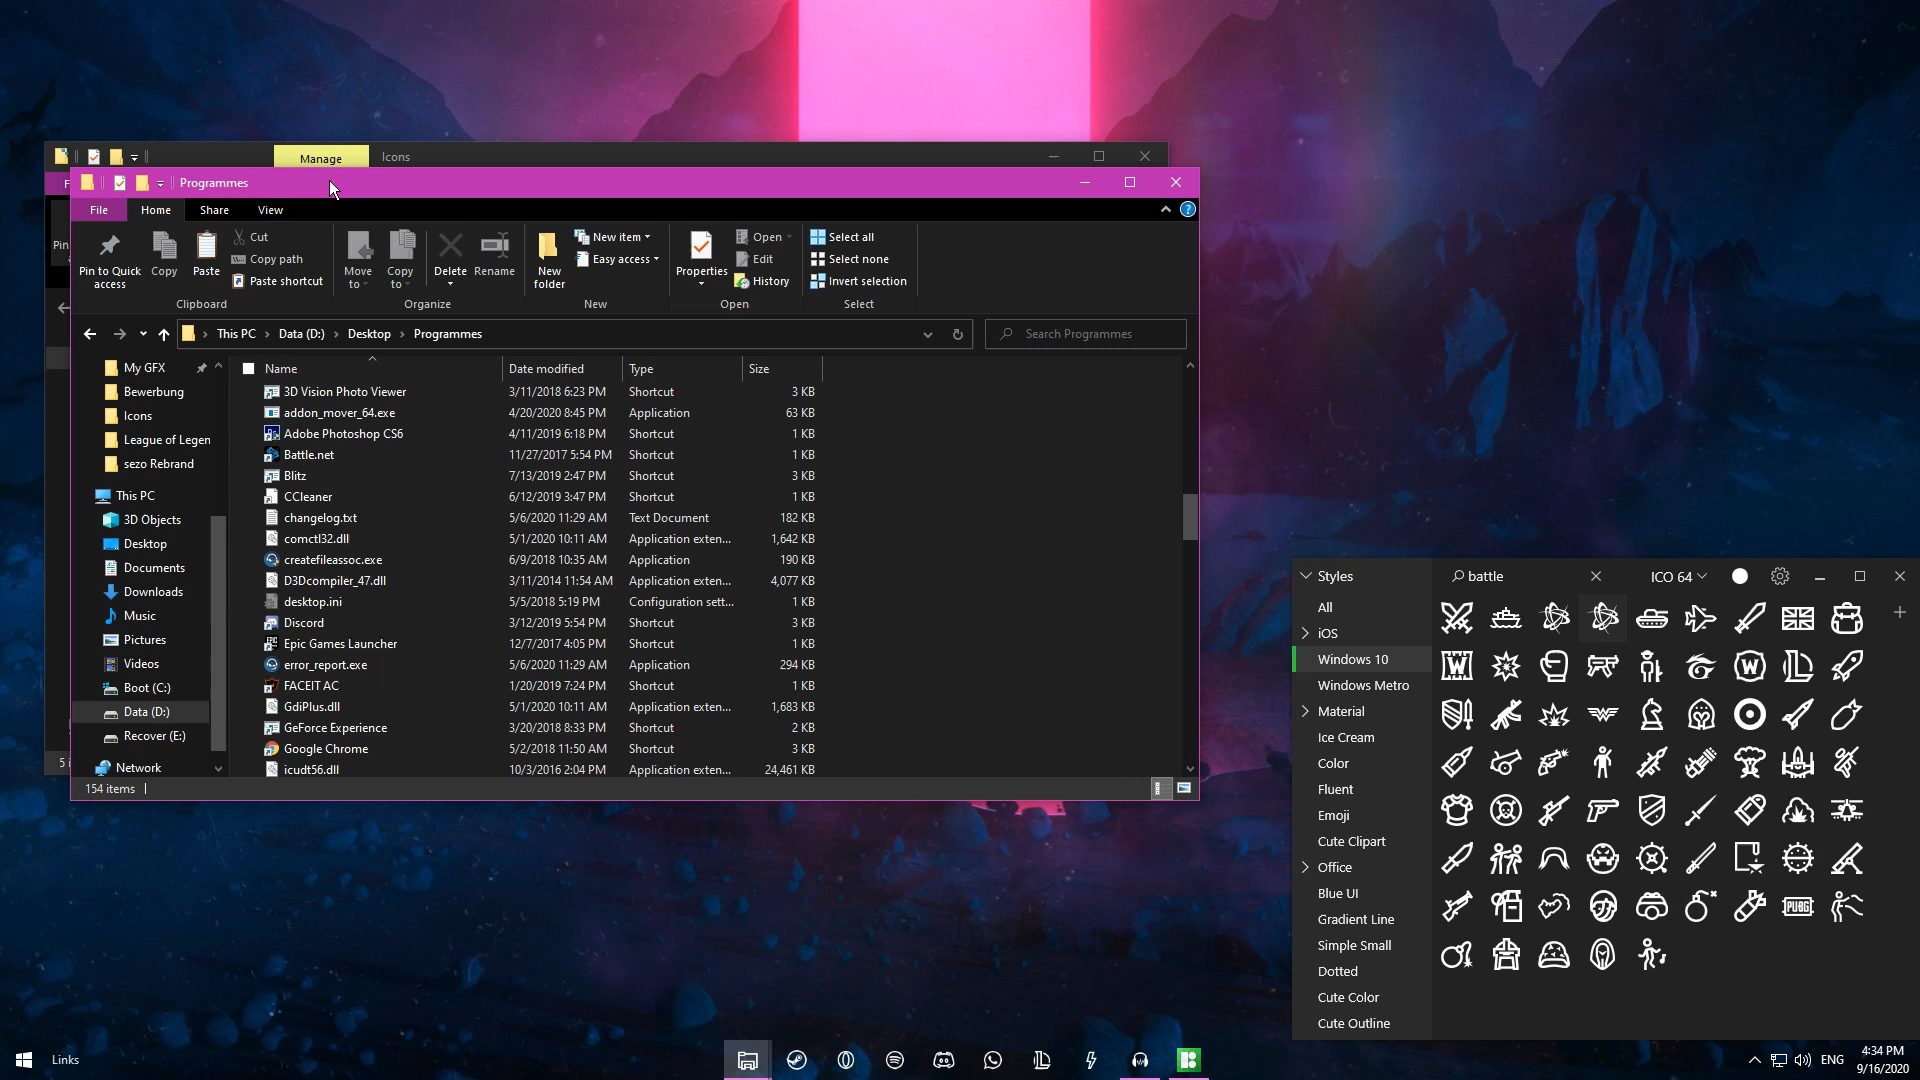 Manage
Icons
Programmes
File
Home
Share
View
Pin to Quick access
Copy
Paste
Cut
Copy path
Paste shortcut
Clipboard
Move to
Copy to
Delete
Rename
Organize
New folder
New item
Easy access
New
Properties
Open
Edit
History
Open
Select all
Select none
Invert selection
Select
This PC
Data (D:)
Desktop
Programmes
Search Programmes
My GFX
Bewerbung
Icons
League of Legen
sezo Rebrand
This PC
3D Objects
Desktop
Documents
Downloads
Music
Pictures
Videos
Boot (C:)
Data (D:)
Recover (E:)
Network
Name Date modified Type Size
3D Vision Photo Viewer 3/11/2018 6:23 PM Shortcut 3 KB
addon_mover_64.exe 4/20/2020 8:45 PM Application 63 KB
Adobe Photoshop CS6 4/11/2019 6:18 PM Shortcut 1 KB
Battle.net 11/27/2017 5:54 PM Shortcut 1 KB
Blitz 7/13/2019 2:47 PM Shortcut 3 KB
CCleaner 6/12/2019 3:47 PM Shortcut 1 KB
changelog.txt 5/6/2020 11:29 AM Text Document 182 KB
comctl32.dll 5/1/2020 10:11 AM Application exten... 1,642 KB
createfileassoc.exe 6/9/2018 10:35 AM Application 190 KB
D3Dcompiler_47.dll 3/11/2014 11:54 AM Application exten... 4,077 KB
desktop.ini 5/5/2018 5:19 PM Configuration sett... 1 KB
Discord 3/12/2019 5:54 PM Shortcut 3 KB
Epic Games Launcher 12/7/2017 4:05 PM Shortcut 1 KB
error_report.exe 5/6/2020 11:29 AM Application 294 KB
FACEIT AC 1/20/2019 7:24 PM Shortcut 1 KB
GdiPlus.dll 5/1/2020 10:11 AM Application exten... 1,683 KB
GeForce Experience 3/20/2018 8:33 PM Shortcut 2 KB
Google Chrome 5/2/2018 11:50 AM Shortcut 3 KB
icudt56.dll 10/3/2016 2:04 PM Application exten... 24,461 KB
154 items
Pin
F
5 i
Styles
battle
ICO 64
All
iOS
Windows 10
Windows Metro
Material
Ice Cream
Color
Fluent
Emoji
Cute Clipart
Office
Blue UI
Gradient Line
Simple Small
Dotted
Cute Color
Cute Outline
PUBG
Links
ENG
4:34 PM
9/16/2020